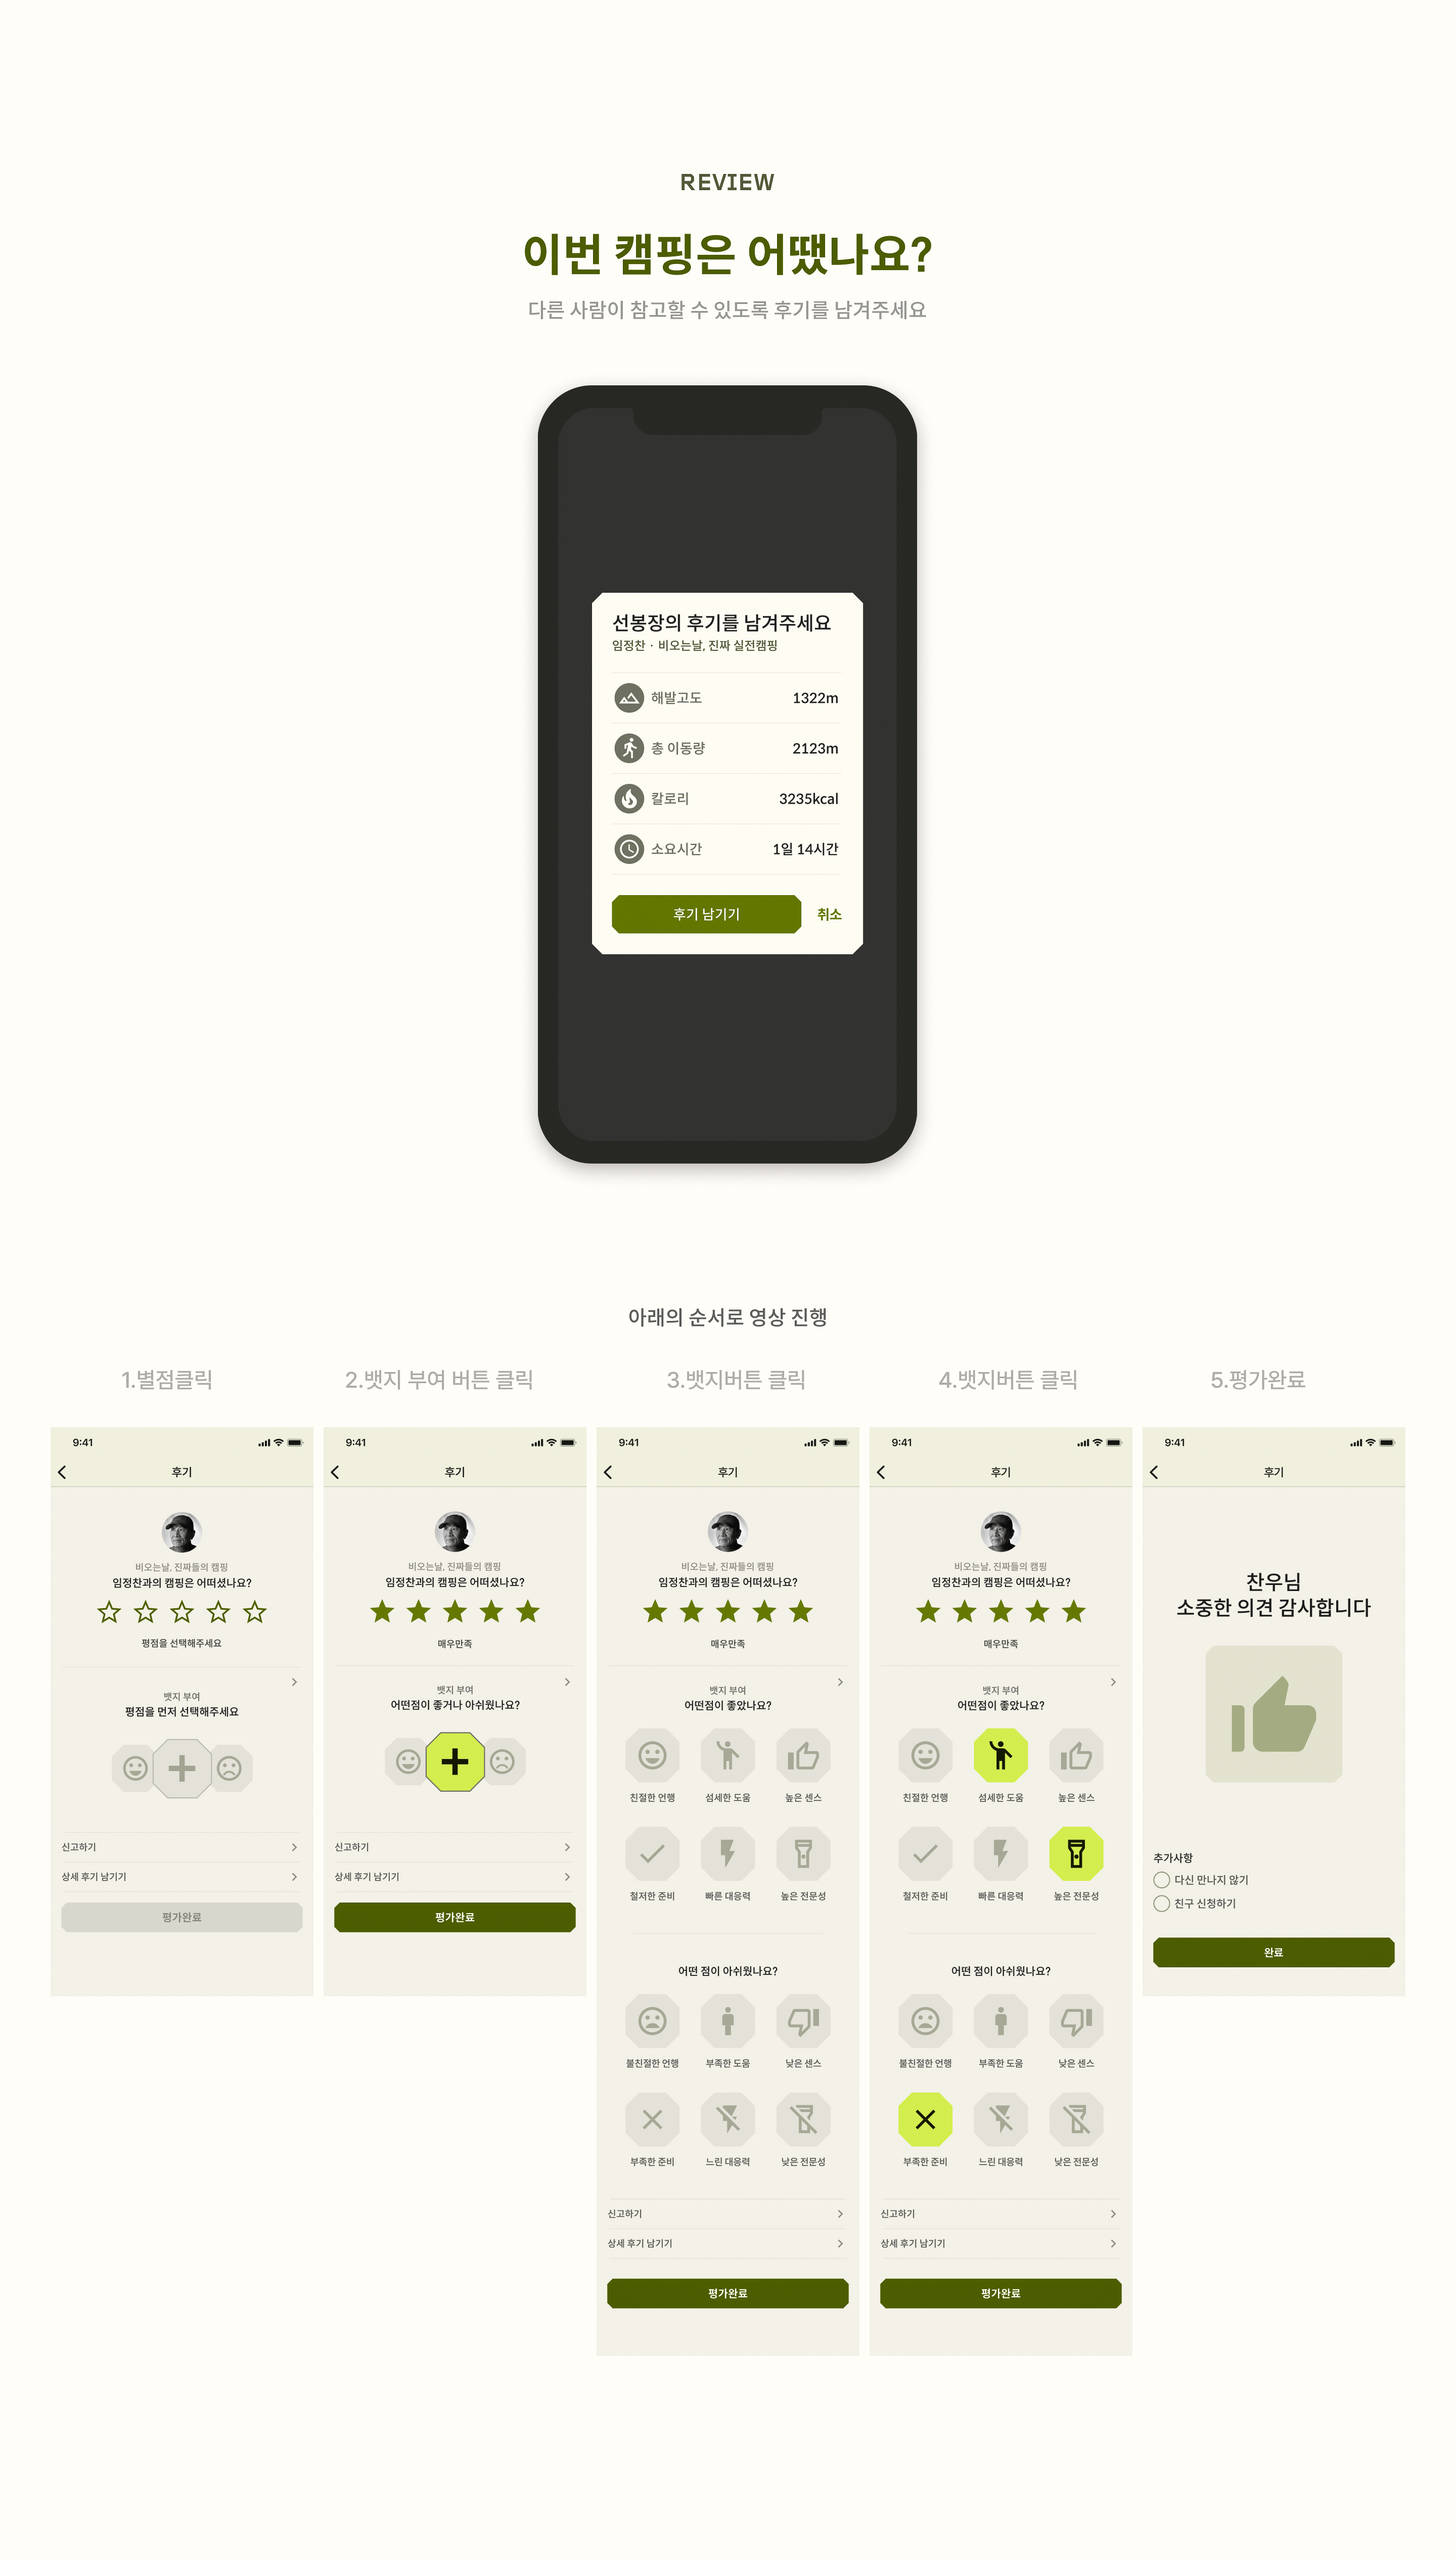 REVIEW
이번 캠핑은 어땠나요?
다른 사람이 참고할 수 있도록 후기를 남겨주세요
선봉장의 후기를 남겨주세요
임정찬 · 비오는날, 진짜 실전캠핑
해발고도 1322m
총 이동량 2123m
칼로리 3235kcal
소요시간 1일 14시간
후기 남기기 취소
아래의 순서로 영상 진행
1.별점클릭
9:41
후기
비오는날, 진짜들의 캠핑
임정찬과의 캠핑은 어떠셨나요?
평점을 선택해주세요
뱃지 부여
평점을 먼저 선택해주세요
신고하기
상세 후기 남기기
평가완료
2.뱃지 부여 버튼 클릭
9:41
후기
비오는날, 진짜들의 캠핑
임정찬과의 캠핑은 어떠셨나요?
매우만족
뱃지 부여
어떤점이 좋거나 아쉬웠나요?
신고하기
상세 후기 남기기
평가완료
3.뱃지버튼 클릭
9:41
후기
비오는날, 진짜들의 캠핑
임정찬과의 캠핑은 어떠셨나요?
매우만족
뱃지 부여
어떤점이 좋았나요?
친절한 언행 섬세한 도움 높은 센스
철저한 준비 빠른 대응력 높은 전문성
어떤 점이 아쉬웠나요?
불친절한 언행 부족한 도움 낮은 센스
부족한 준비 느린 대응력 낮은 전문성
신고하기
상세 후기 남기기
평가완료
4.뱃지버튼 클릭
9:41
후기
비오는날, 진짜들의 캠핑
임정찬과의 캠핑은 어떠셨나요?
매우만족
뱃지 부여
어떤점이 좋았나요?
친절한 언행 섬세한 도움 높은 센스
철저한 준비 빠른 대응력 높은 전문성
어떤 점이 아쉬웠나요?
불친절한 언행 부족한 도움 낮은 센스
부족한 준비 느린 대응력 낮은 전문성
신고하기
상세 후기 남기기
평가완료
5.평가완료
9:41
후기
찬우님
소중한 의견 감사합니다
추가사항
다신 만나지 않기
친구 신청하기
완료